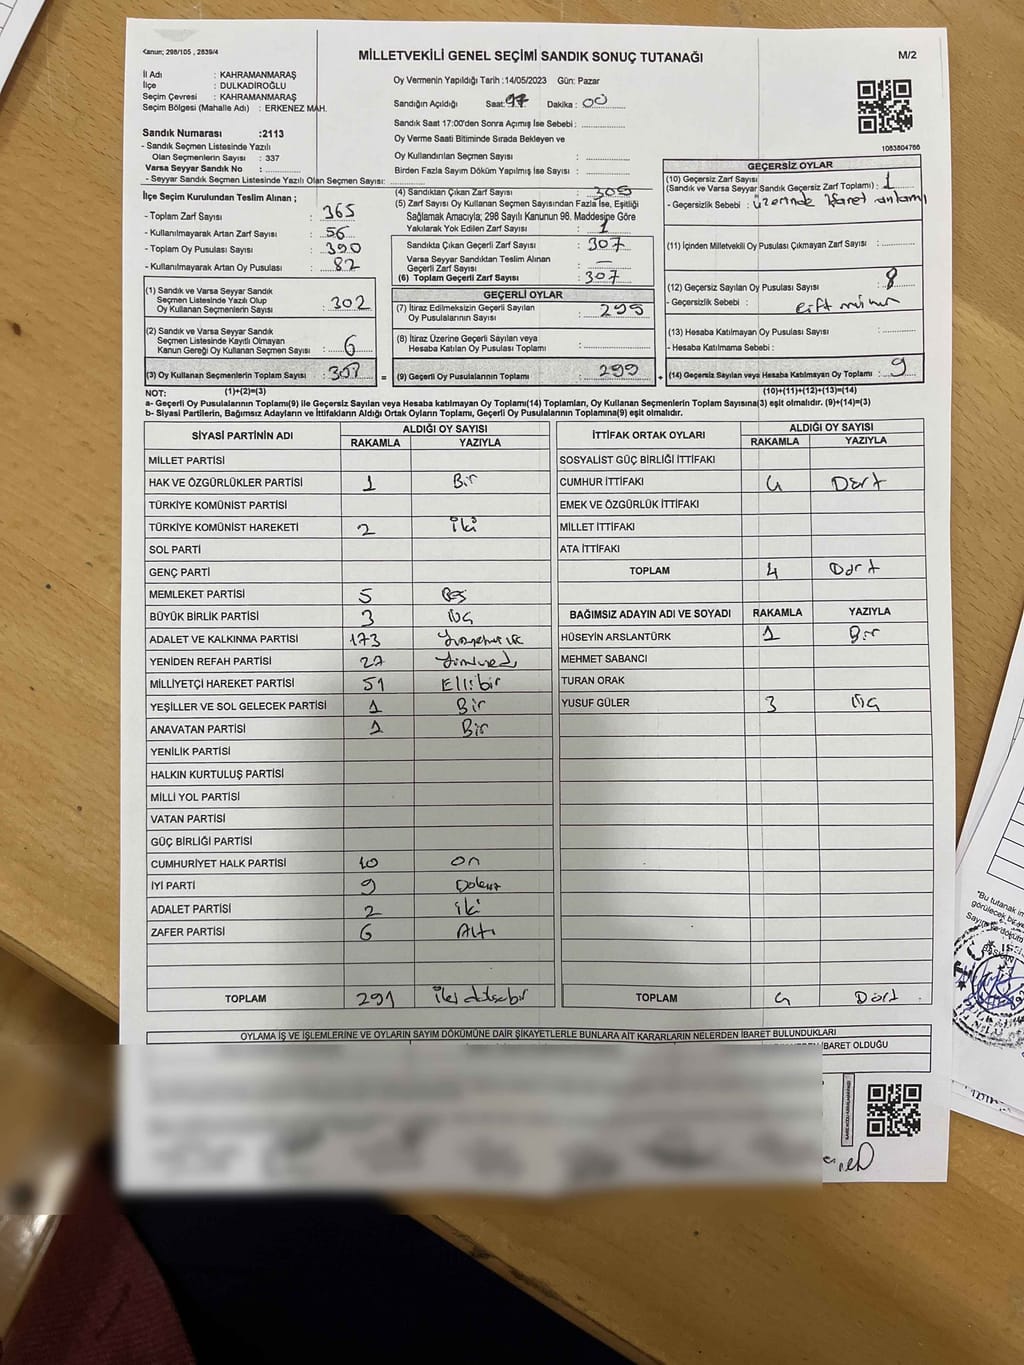 Kanun; 298/105 , 2839/4
MİLLETVEKİLİ GENEL SEÇİMİ SANDIK SONUÇ TUTANAĞI
M/2
İl Adı : KAHRAMANMARAŞ
İlçe : DULKADİROĞLU
Seçim Çevresi : KAHRAMANMARAŞ
Seçim Bölgesi (Mahalle Adı) : ERKENEZ MAH.
Oy Vermenin Yapıldığı Tarih :14/05/2023 Gün: Pazar
Sandığın Açıldığı Saat: 17 Dakika : 00
Sandık Saat 17:00'den Sonra Açımış İse Sebebi :
Oy Verme Saati Bitiminde Sırada Bekleyen ve
Oy Kullandırılan Seçmen Sayısı :
Birden Fazla Sayım Döküm Yapılmış İse Sayısı :
Sandık Numarası :2113
- Sandık Seçmen Listesinde Yazılı
Olan Seçmenlerin Sayısı : 337
Varsa Seyyar Sandık No :
- Seyyar Sandık Seçmen Listesinde Yazılı Olan Seçmen Sayısı:
1083804766
İlçe Seçim Kurulundan Teslim Alınan ;
- Toplam Zarf Sayısı : 365
- Kullanılmayarak Artan Zarf Sayısı : 56
- Toplam Oy Pusulası Sayısı : 390
- Kullanılmayarak Artan Oy Pusulası : 82
(4) Sandıktan Çıkan Zarf Sayısı :
(5) Zarf Sayısı Oy Kullanan Seçmen Sayısından Fazla İse, Eşitliği
Sağlamak Amacıyla; 298 Sayılı Kanunun 98. Maddesine Göre
Yakılarak Yok Edilen Zarf Sayısı : 1
Sandıkta Çıkan Geçerli Zarf Sayısı : 307
Varsa Seyyar Sandıktan Teslim Alınan
Geçerli Zarf Sayısı : —
(6) Toplam Geçerli Zarf Sayısı : 307
GEÇERSİZ OYLAR
(10) Geçersiz Zarf Sayısı
(Sandık ve Varsa Seyyar Sandık Geçersiz Zarf Toplamı) : 1
- Geçersizlik Sebebi : üzerinde işaret
(11) İçinden Milletvekili Oy Pusulası Çıkmayan Zarf Sayısı :
(12) Geçersiz Sayılan Oy Pusulası Sayısı : 8
- Geçersizlik Sebebi : çift mühür
(13) Hesaba Katılmayan Oy Pusulası Sayısı :
- Hesaba Katılmama Sebebi :
(14) Geçersiz Sayılan veya Hesaba Katılmayan Oy Toplamı : 9
(1) Sandık ve Varsa Seyyar Sandık
Seçmen Listesinde Yazılı Olup
Oy Kullanan Seçmenlerin Sayısı : 302
(2) Sandık ve Varsa Seyyar Sandık
Seçmen Listesinde Kayıtlı Olmayan
Kanun Gereği Oy Kullanan Seçmen Sayısı : 6
(3) Oy Kullanan Seçmenlerin Toplam Sayısı :
GEÇERLİ OYLAR
(7) İtiraz Edilmeksizin Geçerli Sayılan
Oy Pusulalarının Sayısı : 299
(8) İtiraz Üzerine Geçerli Sayılan veya
Hesaba Katılan Oy Pusulası Toplamı :
= (9) Geçerli Oy Pusulalarının Toplamı : 299 +
NOT: (1)+(2)=(3) (10)+(11)+(12)+(13)=(14)
a- Geçerli Oy Pusulalarının Toplamı(9) ile Geçersiz Sayılan veya Hesaba Katılmayan Oy Toplamı(14) Toplamları, Oy Kullanan Seçmenlerin Toplam Sayısına(3) eşit olmalıdır. (9)+(14)=(3)
b- Siyasi Partilerin, Bağımsız Adayların ve İttifakların Aldığı Ortak Oyların Toplamı, Geçerli Oy Pusulalarının Toplamına(9) eşit olmalıdır.
SİYASİ PARTİNİN ADI ALDIĞI OY SAYISI
RAKAMLA YAZIYLA
MİLLET PARTİSİ
HAK VE ÖZGÜRLÜKLER PARTİSİ 1 Bir
TÜRKİYE KOMÜNİST PARTİSİ
TÜRKİYE KOMÜNİST HAREKETİ 2 iki
SOL PARTİ
GENÇ PARTİ
MEMLEKET PARTİSİ 5 Beş
BÜYÜK BİRLİK PARTİSİ 3 Üç
ADALET VE KALKINMA PARTİSİ 173
YENİDEN REFAH PARTİSİ 27
MİLLİYETÇİ HAREKET PARTİSİ 51 Ellibir
YEŞİLLER VE SOL GELECEK PARTİSİ 1 Bir
ANAVATAN PARTİSİ 1 Bir
YENİLİK PARTİSİ
HALKIN KURTULUŞ PARTİSİ
MİLLİ YOL PARTİSİ
VATAN PARTİSİ
GÜÇ BİRLİĞİ PARTİSİ
CUMHURİYET HALK PARTİSİ 10 on
İYİ PARTİ 9 Dokuz
ADALET PARTİSİ 2 iki
ZAFER PARTİSİ 6 Altı
TOPLAM 291
İTTİFAK ORTAK OYLARI ALDIĞI OY SAYISI
RAKAMLA YAZIYLA
SOSYALİST GÜÇ BİRLİĞİ İTTİFAKI
CUMHUR İTTİFAKI 4 Dört
EMEK VE ÖZGÜRLÜK İTTİFAKI
MİLLET İTTİFAKI
ATA İTTİFAKI
TOPLAM 4 Dört
BAĞIMSIZ ADAYIN ADI VE SOYADI RAKAMLA YAZIYLA
HÜSEYİN ARSLANTÜRK 1 Bir
MEHMET SABANCI
TURAN ORAK
YUSUF GÜLER 3 Üç
TOPLAM 4 Dört
OYLAMA İŞ VE İŞLEMLERİNE VE OYLARIN SAYIM DÖKÜMÜNE DAİR ŞİKAYETLERLE BUNLARA AİT KARARLARIN NELERDEN İBARET BULUNDUKLARI
İBARET OLDUĞU
"Bu tutanak
görülecek